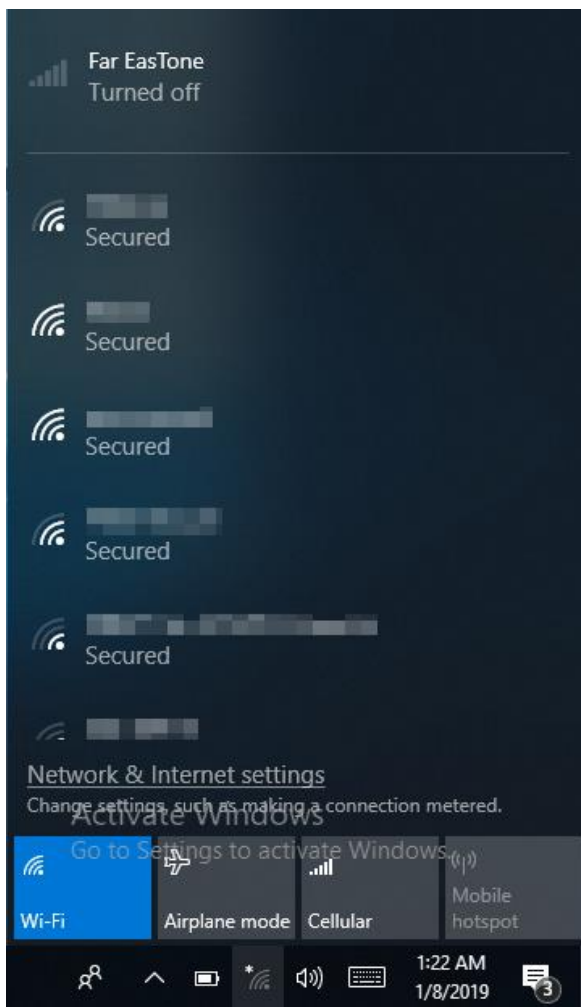 Far EasTone
Turned off
Secured
Secured
Secured
Secured
Secured
Network & Internet settings
Change settings, such as making a connection metered.
Activate Windows
Go to Settings to activate Windows.
Wi-Fi
Airplane mode
Cellular
Mobile
hotspot
1:22 AM
1/8/2019
3